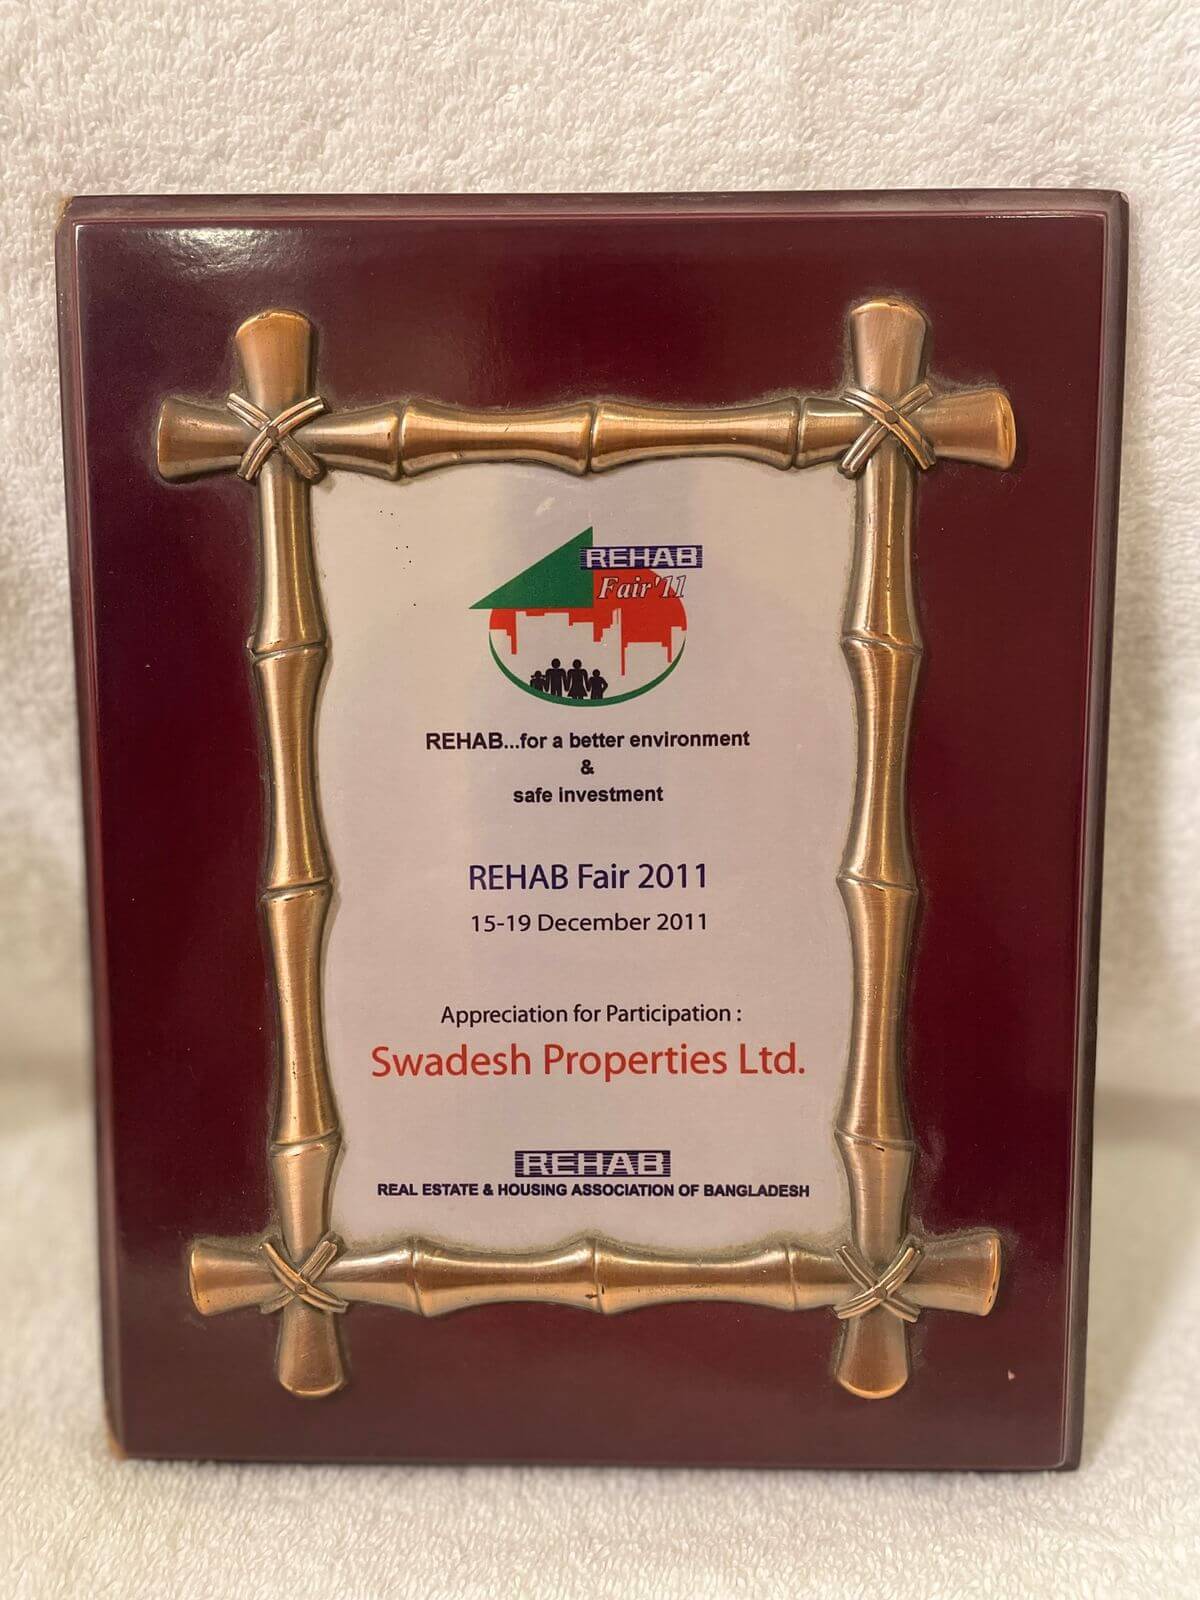 REHAB
Fair'11
REHAB...for a better environment
&
safe investment
REHAB Fair 2011
15-19 December 2011
Appreciation for Participation :
Swadesh Properties Ltd.
REHAB
REAL ESTATE & HOUSING ASSOCIATION OF BANGLADESH